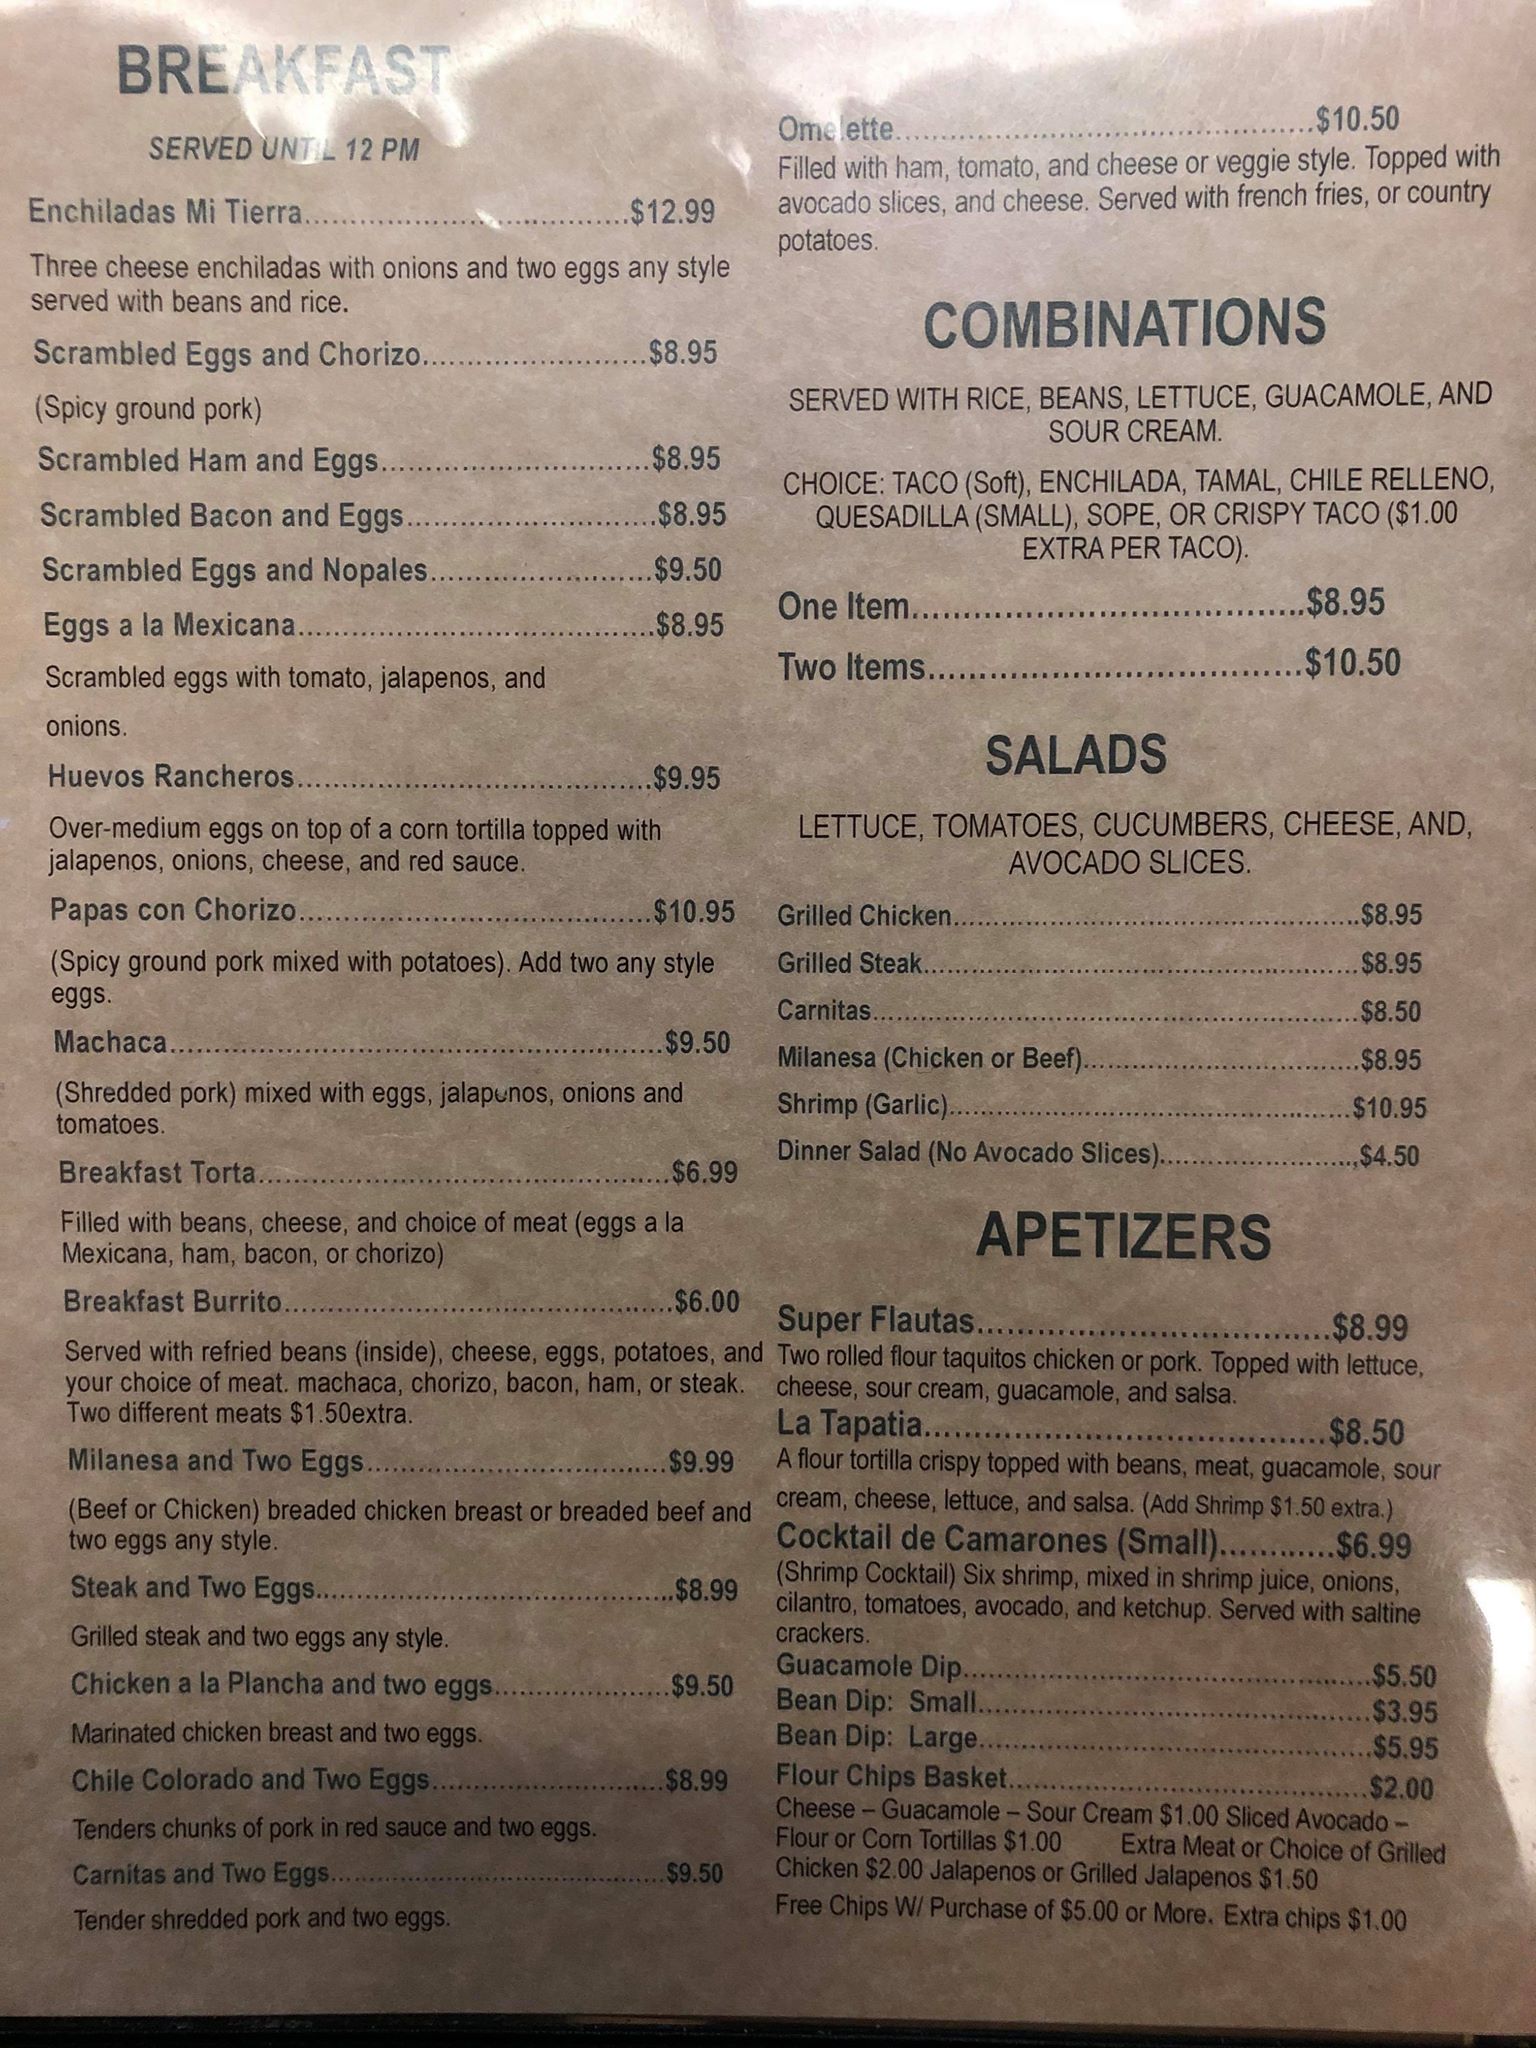 BREAKFAST
SERVED UNTIL 12 PM
Enchiladas Mi Tierra.......................................$12.99
Three cheese enchiladas with onions and two eggs any style
served with beans and rice.
Scrambled Eggs and Chorizo..........................$8.95
(Spicy ground pork)
Scrambled Ham and Eggs...............................$8.95
Scrambled Bacon and Eggs.............................$8.95
Scrambled Eggs and Nopales..........................$9.50
Eggs a la Mexicana.........................................$8.95
Scrambled eggs with tomato, jalapenos, and
onions.
Huevos Rancheros.........................................$9.95
Over-medium eggs on top of a corn tortilla topped with
jalapenos, onions, cheese, and red sauce.
Papas con Chorizo.........................................$10.95
(Spicy ground pork mixed with potatoes). Add two any style
eggs.
Machaca.........................................................$9.50
(Shredded pork) mixed with eggs, jalapenos, onions and
tomatoes.
Breakfast Torta................................................$6.99
Filled with beans, cheese, and choice of meat (eggs a la
Mexicana, ham, bacon, or chorizo)
Breakfast Burrito.............................................$6.00
Served with refried beans (inside), cheese, eggs, potatoes, and
your choice of meat. machaca, chorizo, bacon, ham, or steak.
Two different meats $1.50extra.
Milanesa and Two Eggs...................................$9.99
(Beef or Chicken) breaded chicken breast or breaded beef and
two eggs any style.
Steak and Two Eggs.........................................$8.99
Grilled steak and two eggs any style.
Chicken a la Plancha and two eggs....................$9.50
Marinated chicken breast and two eggs.
Chile Colorado and Two Eggs...........................$8.99
Tenders chunks of pork in red sauce and two eggs.
Carnitas and Two Eggs.......................................$9.50
Tender shredded pork and two eggs.
Omelette................................................$10.50
Filled with ham, tomato, and cheese or veggie style. Topped with
avocado slices, and cheese. Served with french fries, or country
potatoes.
COMBINATIONS
SERVED WITH RICE, BEANS, LETTUCE, GUACAMOLE, AND
SOUR CREAM.
CHOICE: TACO (Soft), ENCHILADA, TAMAL, CHILE RELLENO,
QUESADILLA (SMALL), SOPE, OR CRISPY TACO ($1.00
EXTRA PER TACO).
One Item.......................................$8.95
Two Items.....................................$10.50
SALADS
LETTUCE, TOMATOES, CUCUMBERS, CHEESE, AND,
AVOCADO SLICES.
Grilled Chicken.....................................................$8.95
Grilled Steak........................................................$8.95
Carnitas..............................................................$8.50
Milanesa (Chicken or Beef)...................................$8.95
Shrimp (Garlic)....................................................$10.95
Dinner Salad (No Avocado Slices).........................,$4.50
APETIZERS
Super Flautas...................................$8.99
Two rolled flour taquitos chicken or pork. Topped with lettuce,
cheese, sour cream, guacamole, and salsa.
La Tapatia........................................$8.50
A flour tortilla crispy topped with beans, meat, guacamole, sour
cream, cheese, lettuce, and salsa. (Add Shrimp $1.50 extra.)
Cocktail de Camarones (Small)............$6.99
(Shrimp Cocktail) Six shrimp, mixed in shrimp juice, onions,
cilantro, tomatoes, avocado, and ketchup. Served with saltine
crackers.
Guacamole Dip................................................$5.50
Bean Dip: Small..............................................$3.95
Bean Dip: Large..............................................$5.95
Flour Chips Basket..........................................$2.00
Cheese – Guacamole – Sour Cream $1.00 Sliced Avocado –
Flour or Corn Tortillas $1.00 Extra Meat or Choice of Grilled
Chicken $2.00 Jalapenos or Grilled Jalapenos $1.50
Free Chips W/ Purchase of $5.00 or More. Extra chips $1.00